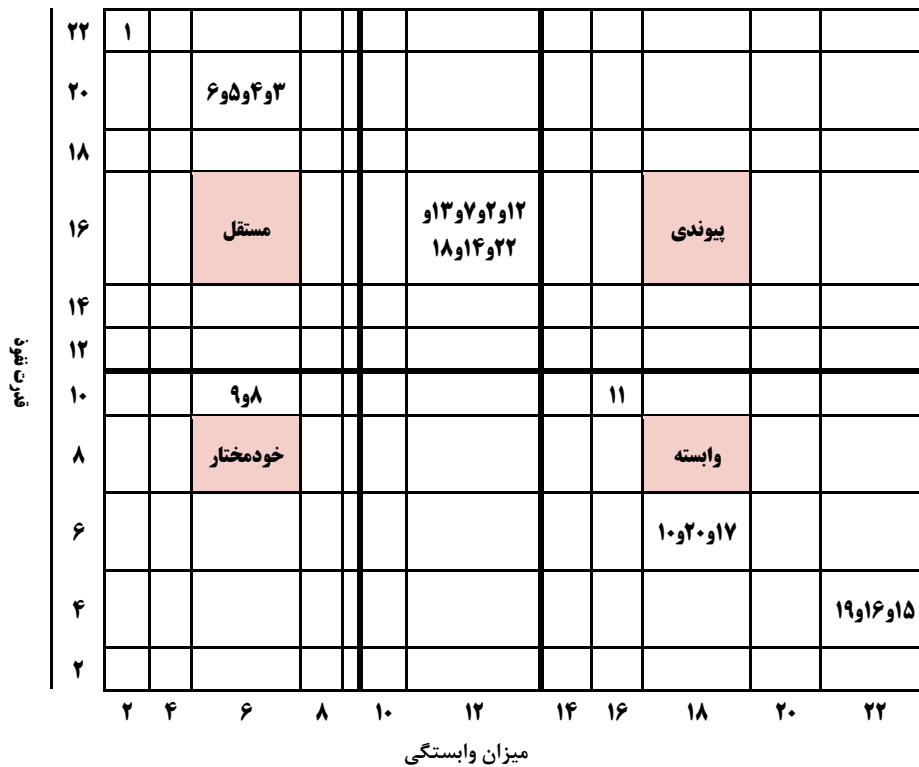 ۲۲ ۱
۲۰ ۳و۴و۵و۶
۱۸
۱۶ مستقل ۱۲و۲و۷و۱۳و پیوندی
۲۲و۱۴و۱۸
۱۴
۱۲
۱۰ ۸و۹ ۱۱
۸ خودمختار وابسته
۶ ۱۷و۲۰و۱۰
۴ ۱۵و۱۶و۱۹
۲
۲ ۴ ۶ ۸ ۱۰ ۱۲ ۱۴ ۱۶ ۱۸ ۲۰ ۲۲
میزان وابستگی
قدرت نفوذ